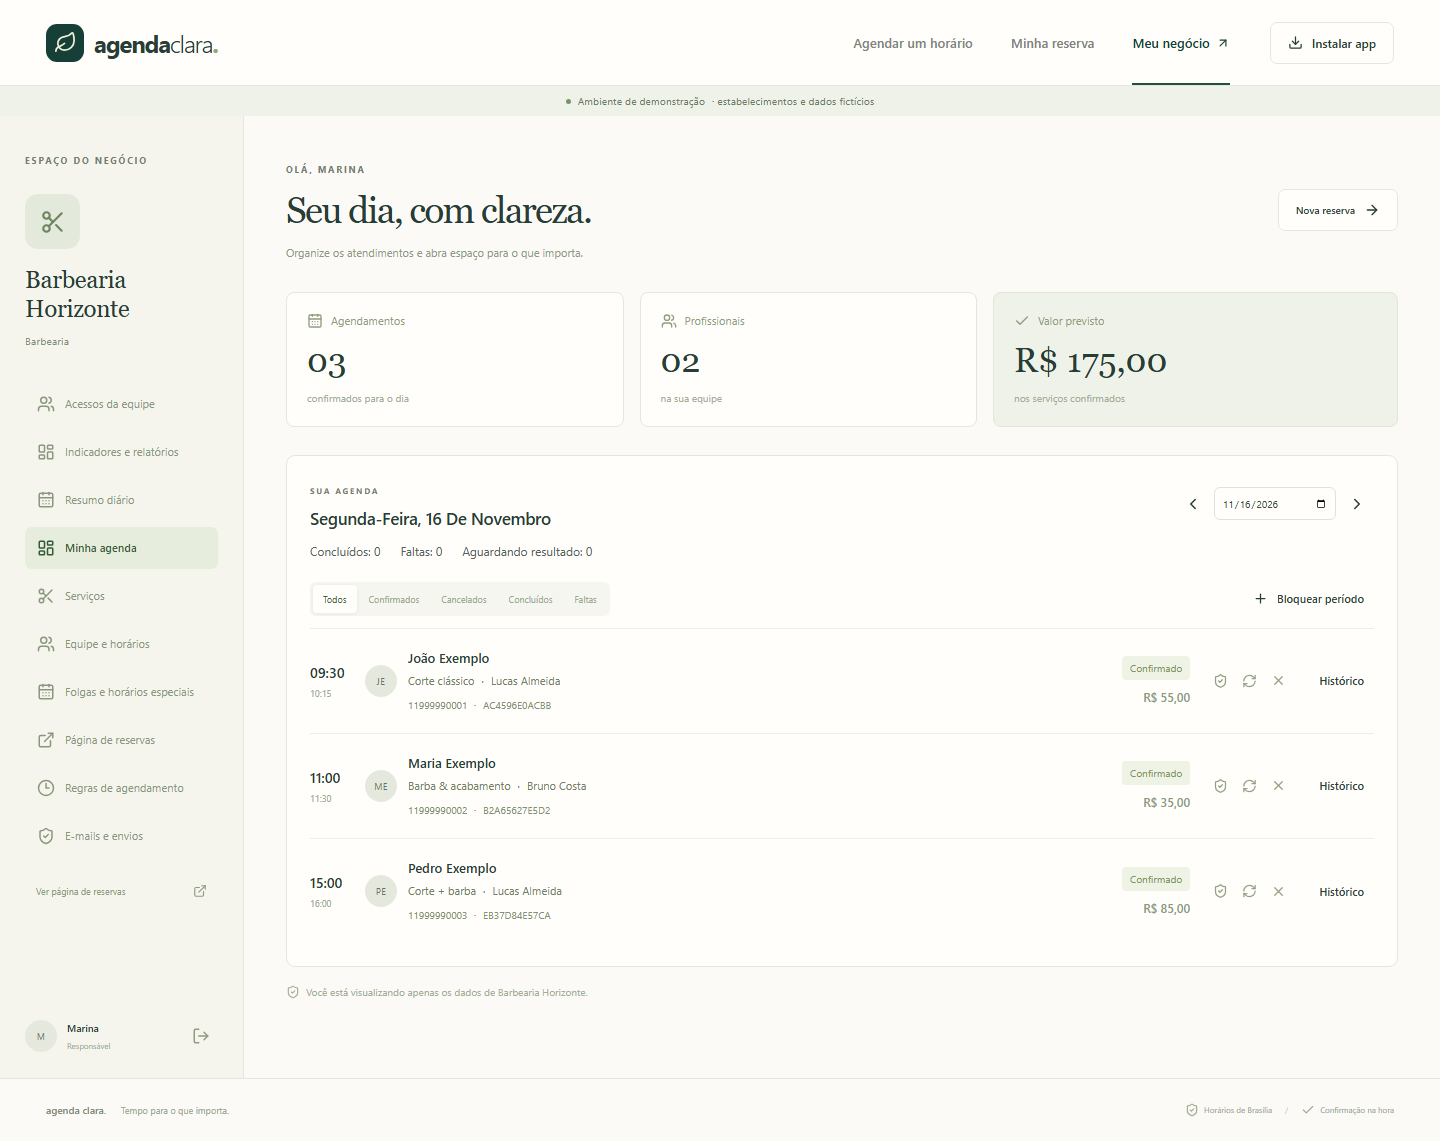 agendaclara.
Agendar um horário
Minha reserva
Meu negócio
Instalar app
Ambiente de demonstração · estabelecimentos e dados fictícios
ESPAÇO DO NEGÓCIO
Barbearia
Horizonte
Barbearia
Acessos da equipe
Indicadores e relatórios
Resumo diário
Minha agenda
Serviços
Equipe e horários
Folgas e horários especiais
Página de reservas
Regras de agendamento
E-mails e envios
Ver página de reservas
M
Marina
Responsável
OLÁ, MARINA
Seu dia, com clareza.
Organize os atendimentos e abra espaço para o que importa.
Nova reserva
Agendamentos
03
confirmados para o dia
Profissionais
02
na sua equipe
Valor previsto
R$ 175,00
nos serviços confirmados
SUA AGENDA
Segunda-Feira, 16 De Novembro
11/16/2026
Concluídos: 0 Faltas: 0 Aguardando resultado: 0
Todos Confirmados Cancelados Concluídos Faltas
Bloquear período
09:30
10:15
JE
João Exemplo
Corte clássico · Lucas Almeida
11999990001 · AC4596E0ACBB
Confirmado
R$ 55,00
Histórico
11:00
11:30
ME
Maria Exemplo
Barba & acabamento · Bruno Costa
11999990002 · B2A65627E5D2
Confirmado
R$ 35,00
Histórico
15:00
16:00
PE
Pedro Exemplo
Corte + barba · Lucas Almeida
11999990003 · EB37D84E57CA
Confirmado
R$ 85,00
Histórico
Você está visualizando apenas os dados de Barbearia Horizonte.
agenda clara.
Tempo para o que importa.
Horários de Brasília / Confirmação na hora